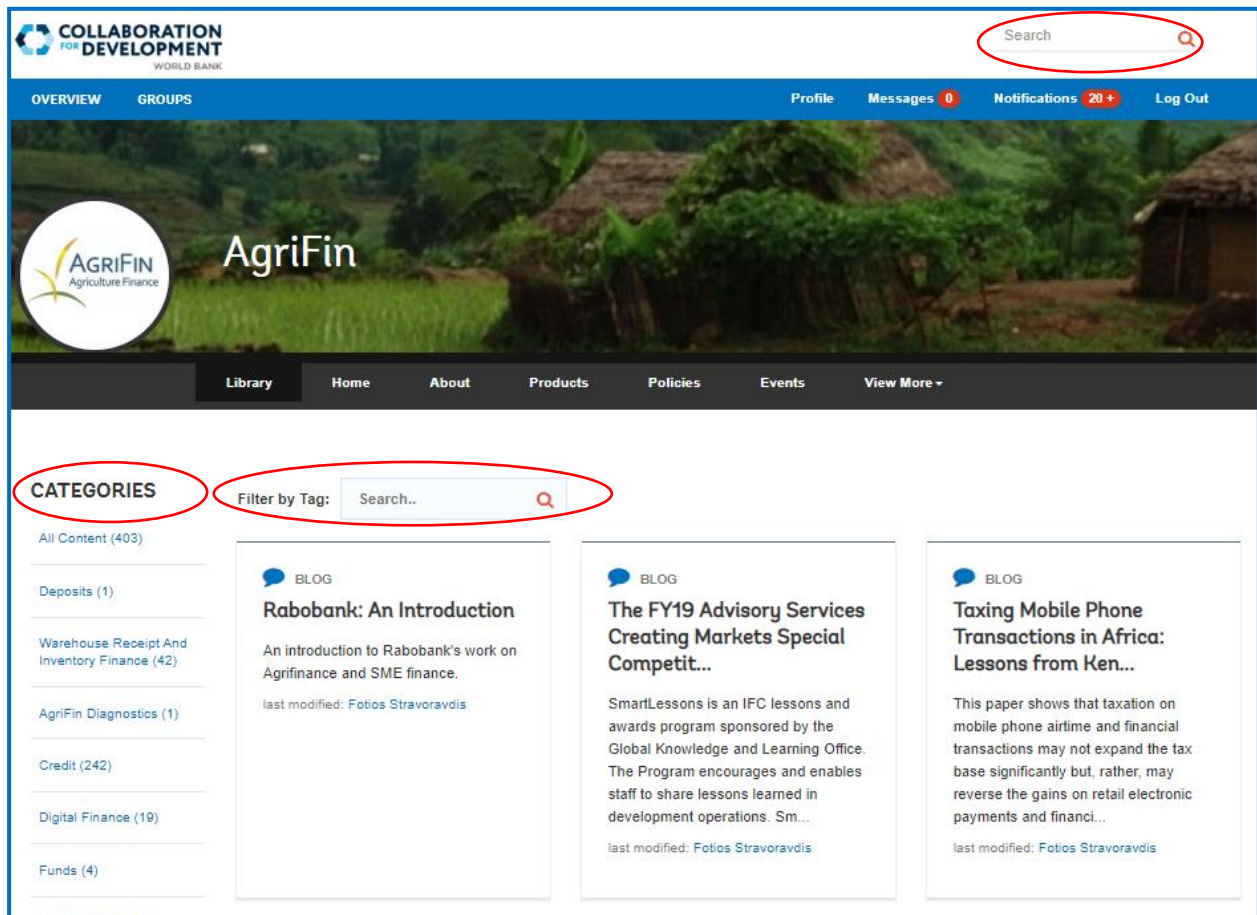 COLLABORATION
FOR DEVELOPMENT
WORLD BANK
Search
OVERVIEW GROUPS Profile Messages 0 Notifications 20 + Log Out
AGRIFIN
Agriculture Finance
AgriFin
Library Home About Products Policies Events View More
CATEGORIES
Filter by Tag: Search..
All Content (403)
Deposits (1)
Warehouse Receipt And
Inventory Finance (42)
AgriFin Diagnostics (1)
Credit (242)
Digital Finance (19)
Funds (4)
BLOG
Rabobank: An Introduction
An introduction to Rabobank's work on
Agrifinance and SME finance.
last modified: Fotios Stravoravdis
BLOG
The FY19 Advisory Services
Creating Markets Special
Competit...
SmartLessons is an IFC lessons and
awards program sponsored by the
Global Knowledge and Learning Office.
The Program encourages and enables
staff to share lessons learned in
development operations. Sm...
last modified: Fotios Stravoravdis
BLOG
Taxing Mobile Phone
Transactions in Africa:
Lessons from Ken...
This paper shows that taxation on
mobile phone airtime and financial
transactions may not expand the tax
base significantly but, rather, may
reverse the gains on retail electronic
payments and financi...
last modified: Fotios Stravoravdis